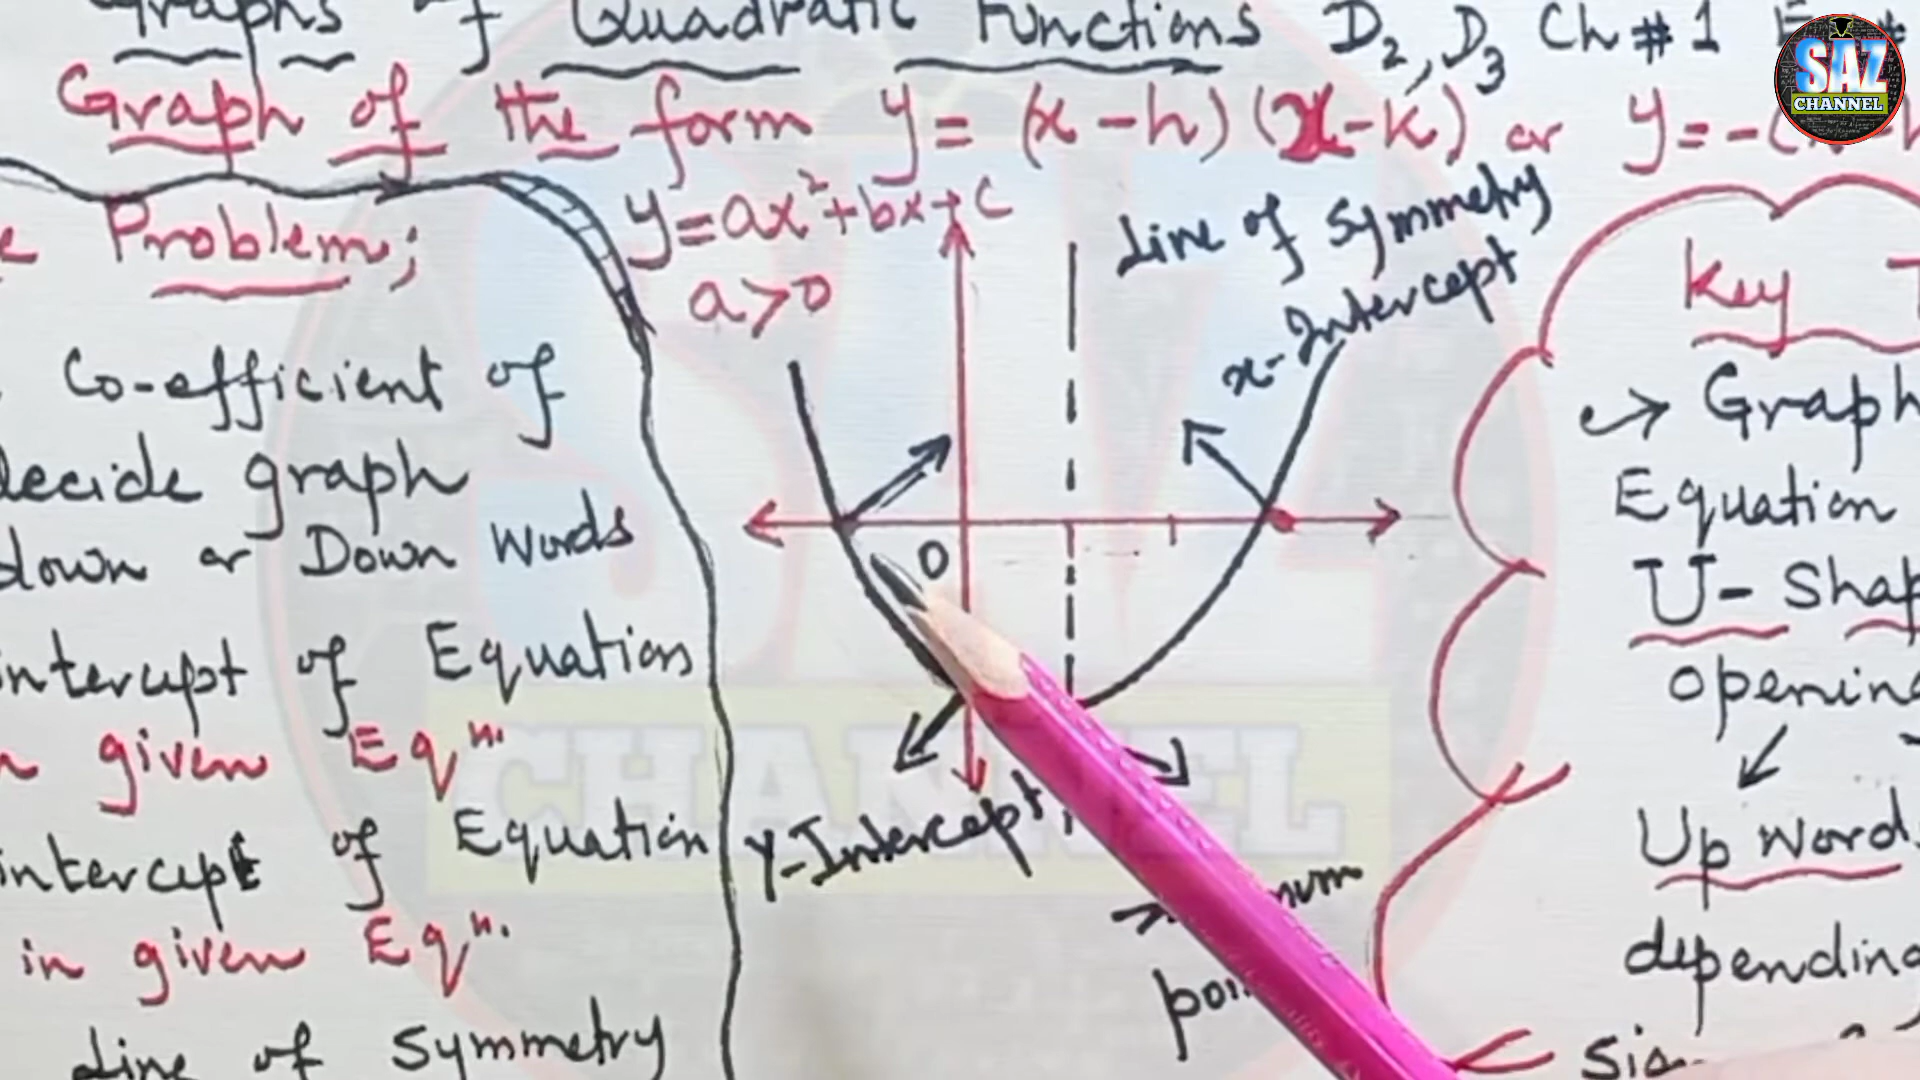 Graphs of Quadratic Functions D2, D3 Ch # 1
Graph of the form y = (x - h) (x - k) or y = - (
Problem;
Co-efficient of
decide graph
down or Down words
intercept of Equation
given Eqn.
intercept of Equation
in given Eqn.
Line of Symmetry
y = ax²+bx+c
a > 0
Line of Symmetry
x-Intercept
0
y-Intercept
Key
Graph
Equation
U-
opening
Up word
depending
SAZ
CHANNEL
CHANNEL